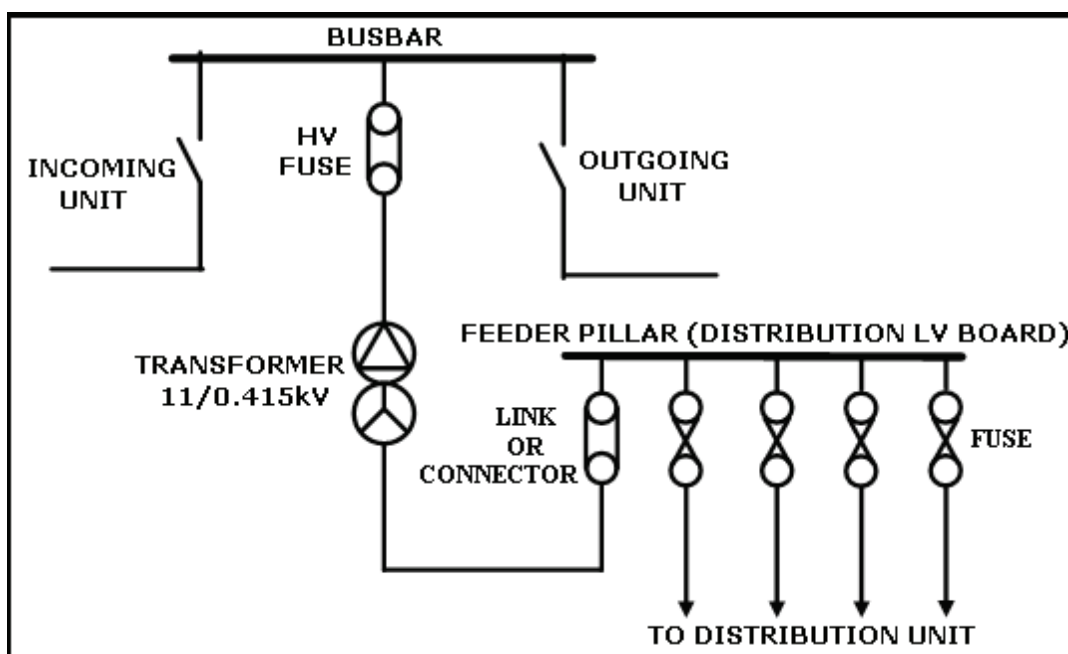 BUSBAR
HV
FUSE
INCOMING
UNIT
OUTGOING
UNIT
TRANSFORMER
11/0.415kV
FEEDER PILLAR (DISTRIBUTION LV BOARD)
LINK
OR
CONNECTOR
FUSE
TO DISTRIBUTION UNIT